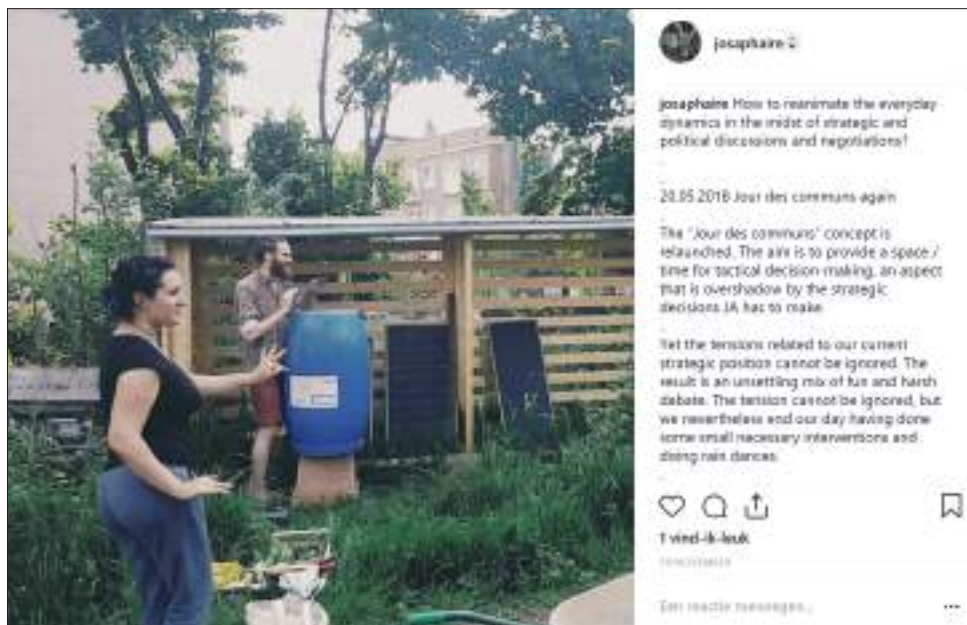 josaphaire
josaphaire How to reanimate the everyday
dynamics in the midst of strategic and
political discussions and negotiations?
.
.
20.05.2018 Jour des communs again
.
The "Jour des communs" concept is
relaunched. The aim is to provide a space /
time for tactical decision-making, an aspect
that is overshadow by the strategic
decisions JA has to make.
.
Yet the tensions related to our current
strategic position cannot be ignored. The
result is an unsettling mix of fun and harsh
debate. The tension cannot be ignored, but
we nevertheless end our day having done
some small necessary interventions and
doing rain dances.
.
1 vind-ik-leuk
Een reactie toevoegen...